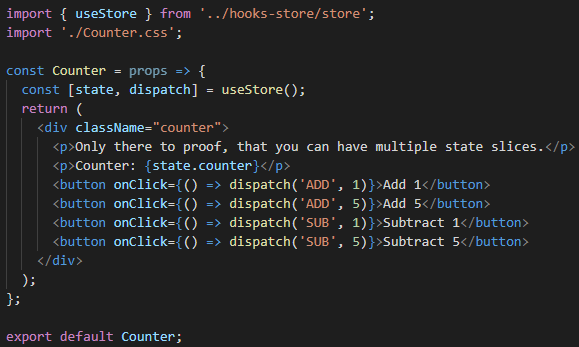 import { useStore } from '../hooks-store/store';
import './Counter.css';

const Counter = props => {
  const [state, dispatch] = useStore();
  return (
    <div className="counter">
      <p>Only there to proof, that you can have multiple state slices.</p>
      <p>Counter: {state.counter}</p>
      <button onClick={() => dispatch('ADD', 1)}>Add 1</button>
      <button onClick={() => dispatch('ADD', 5)}>Add 5</button>
      <button onClick={() => dispatch('SUB', 1)}>Subtract 1</button>
      <button onClick={() => dispatch('SUB', 5)}>Subtract 5</button>
    </div>
  );
};

export default Counter;